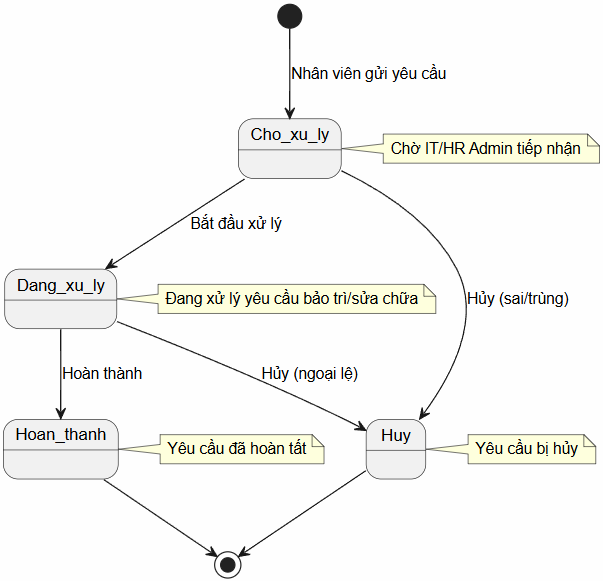 Nhân viên gửi yêu cầu
Cho_xu_ly
Chờ IT/HR Admin tiếp nhận
Bắt đầu xử lý
Dang_xu_ly
Đang xử lý yêu cầu bảo trì/sửa chữa
Hủy (sai/trùng)
Hoàn thành
Hủy (ngoại lệ)
Hoan_thanh
Yêu cầu đã hoàn tất
Huy
Yêu cầu bị hủy